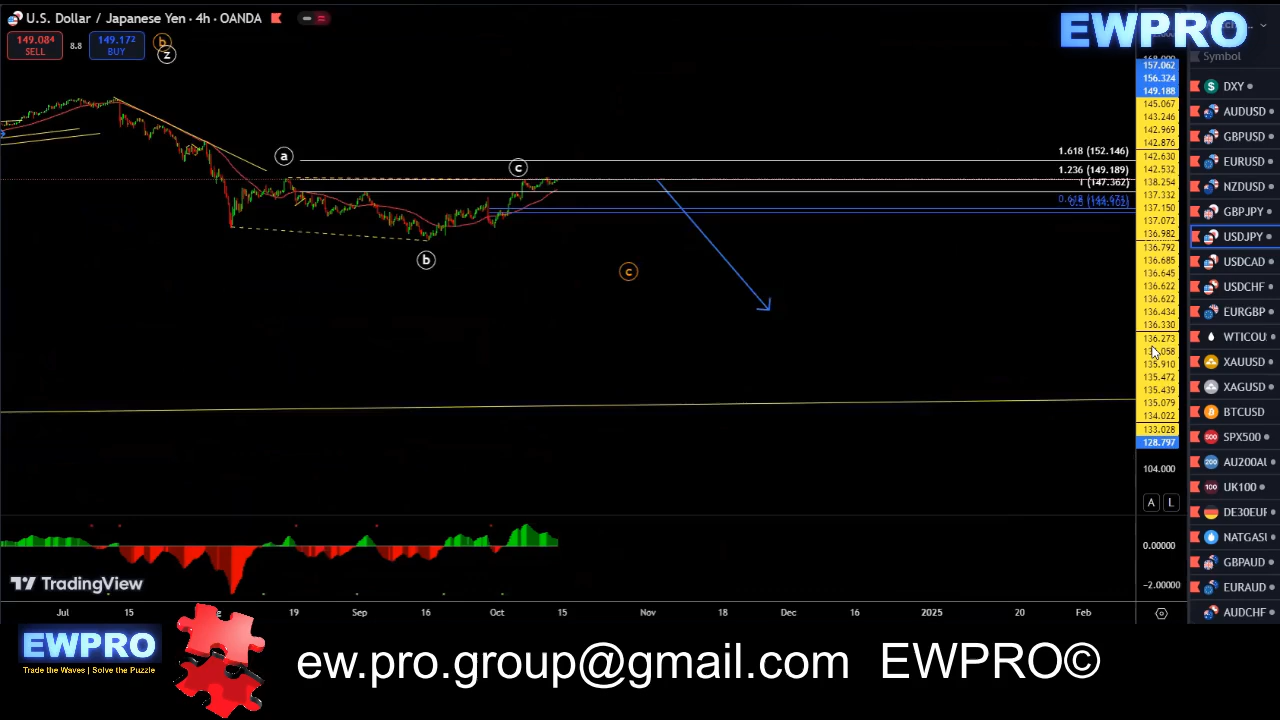 U.S. Dollar / Japanese Yen · 4h · OANDA
EWPRO
149.084
SELL
8.8
149.172
BUY
b
z
Symbol
157.062
156.324
149.188
145.067
143.246
142.969
142.876
142.630
142.532
138.254
137.332
137.150
137.072
136.982
136.792
136.685
136.645
136.622
136.622
136.434
136.330
136.273
135.910
135.472
135.439
135.079
134.022
133.028
128.797
104.000
A L
0.00000
−2.00000
DXY
AUDUSD
GBPUSD
EURUSD
NZDUSD
GBPJPY
USDJPY
USDCAD
USDCHF
EURGBP
WTICOU
XAUUSD
XAGUSD
BTCUSD
SPX500
AU200AU
UK100
DE30EUR
NATGAS
GBPAUD
EURAUD
AUDCHF
a
c
b
c
1.618 (152.146)
1.236 (149.189)
1 (147.362)
TradingView
Jul 15 19 Sep 16 Oct 15 Nov 18 Dec 16 2025 20 Feb
EWPRO
Trade the Waves | Solve the Puzzle
ew.pro.group@gmail.com EWPRO©